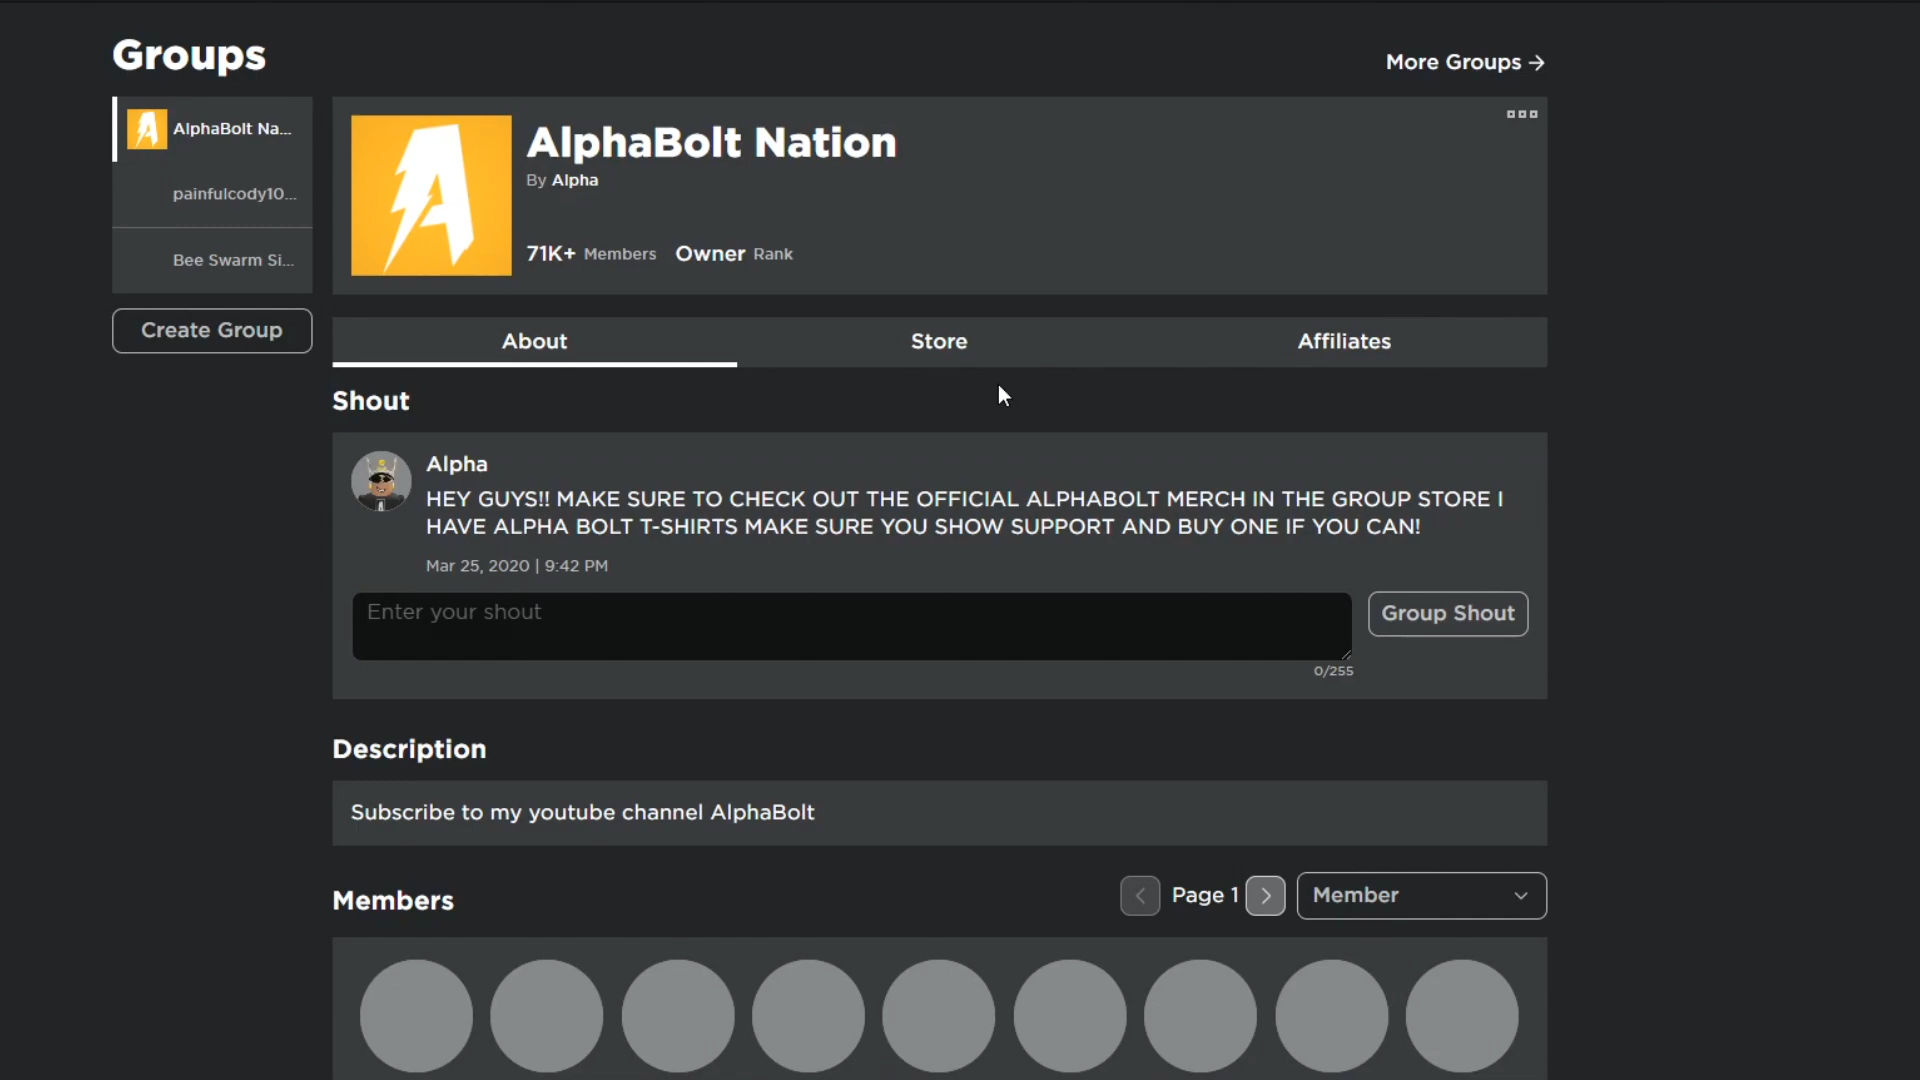 Groups
More Groups →
AlphaBolt Na...
painfulcody10...
Bee Swarm Si...
Create Group
AlphaBolt Nation
By Alpha
71K+ Members Owner Rank
About Store Affiliates
Shout
Alpha
HEY GUYS!! MAKE SURE TO CHECK OUT THE OFFICIAL ALPHABOLT MERCH IN THE GROUP STORE I
HAVE ALPHA BOLT T-SHIRTS MAKE SURE YOU SHOW SUPPORT AND BUY ONE IF YOU CAN!
Mar 25, 2020 | 9:42 PM
Enter your shout
Group Shout
0/255
Description
Subscribe to my youtube channel AlphaBolt
Members
Page 1
Member